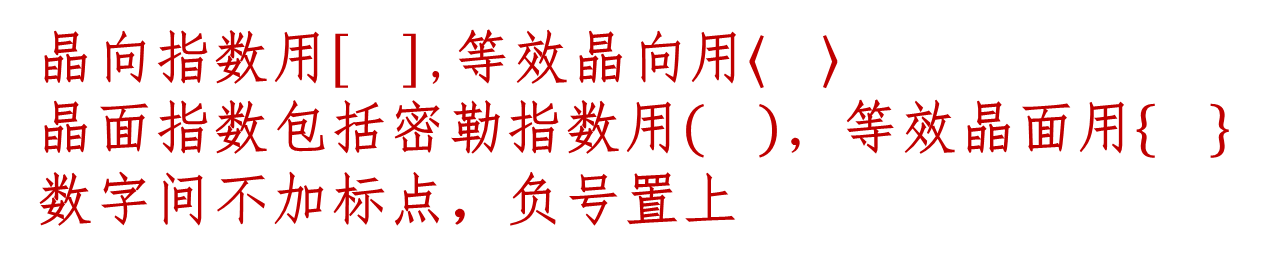 晶向指数用[ ],等效晶向用〈 〉
晶面指数包括密勒指数用( ), 等效晶面用{ }
数字间不加标点，负号置上